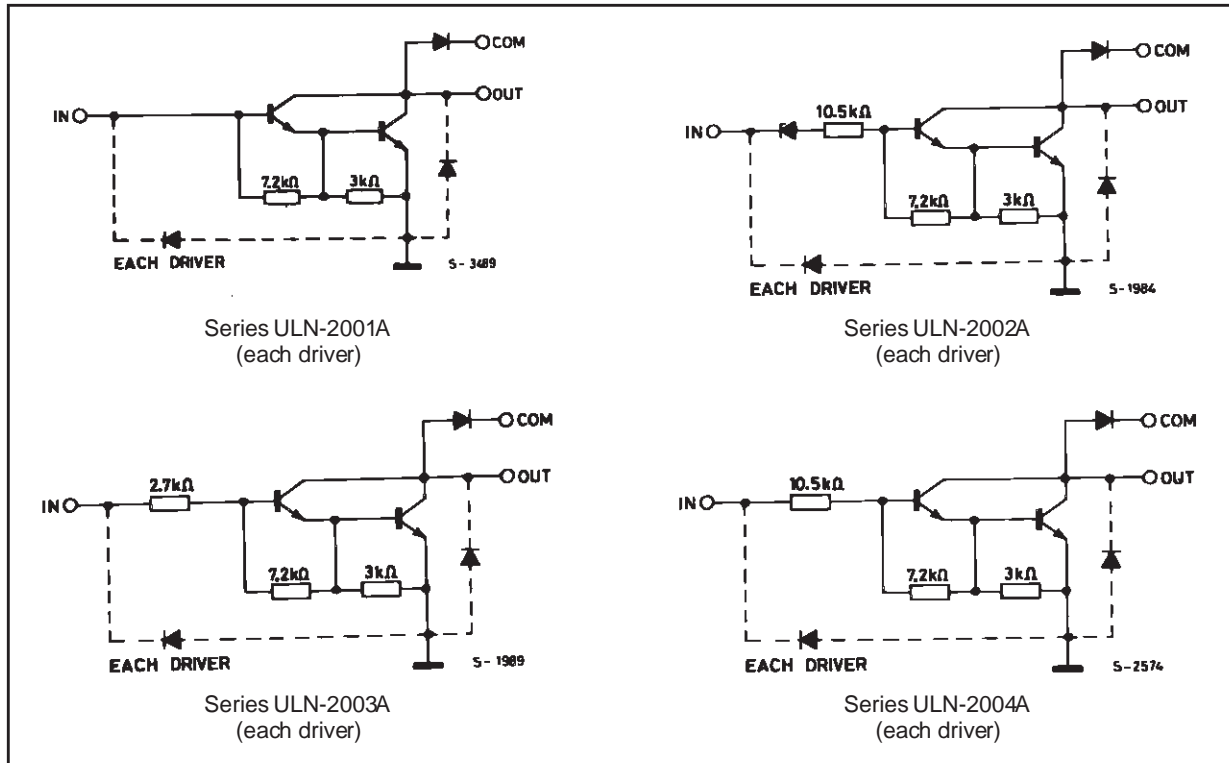 COM
OUT
IN
7.2kΩ
3kΩ
EACH DRIVER
S-3489
Series ULN-2001A
(each driver)
COM
OUT
IN
10.5kΩ
7.2kΩ
3kΩ
EACH DRIVER
S-1984
Series ULN-2002A
(each driver)
COM
OUT
IN
2.7kΩ
7.2kΩ
3kΩ
EACH DRIVER
S-1989
Series ULN-2003A
(each driver)
COM
OUT
IN
10.5kΩ
7.2kΩ
3kΩ
EACH DRIVER
S-2574
Series ULN-2004A
(each driver)